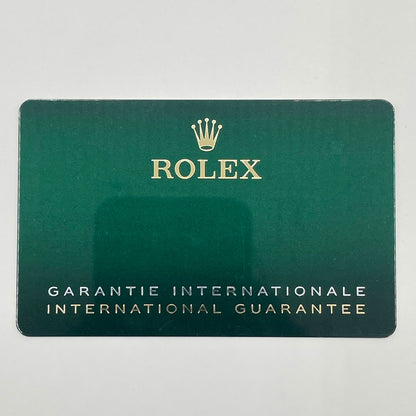 ROLEX
GARANTIE INTERNATIONALE
INTERNATIONAL GUARANTEE